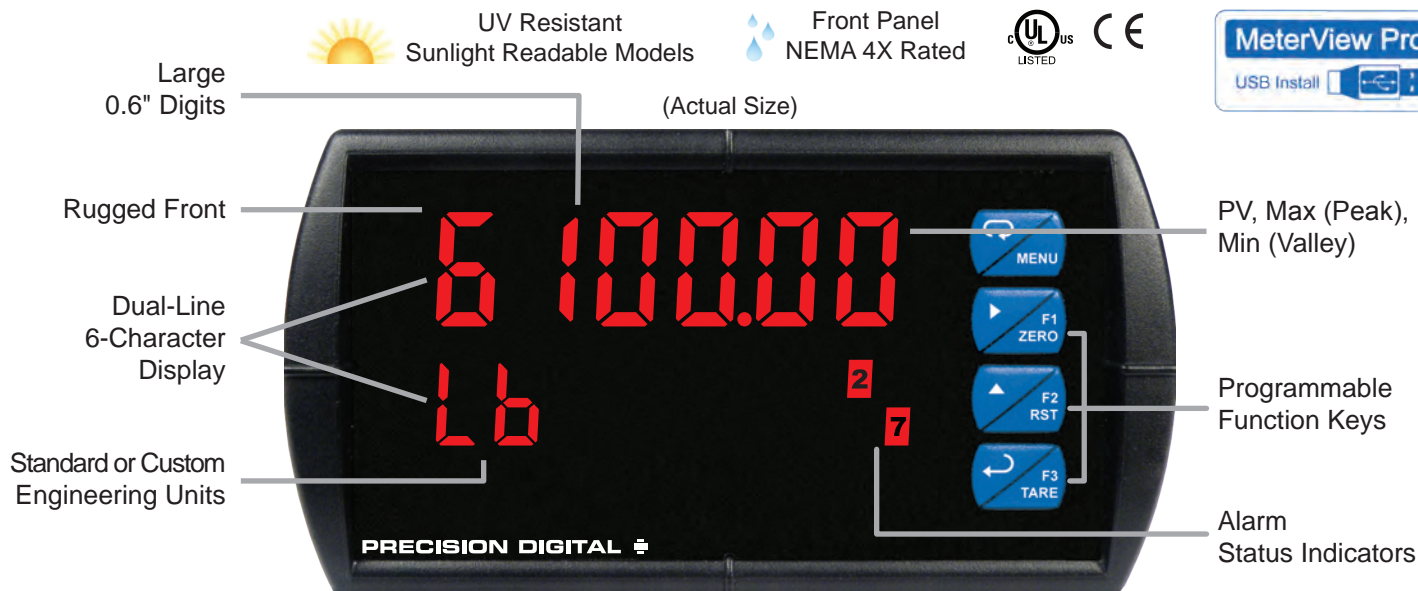 UV Resistant
Sunlight Readable Models
Front Panel
NEMA 4X Rated
C UL US
LISTED
CE
MeterView Pro
USB Install
Large
0.6" Digits
(Actual Size)
Rugged Front
6100.00
MENU
PV, Max (Peak),
Min (Valley)
Dual-Line
6-Character
Display
F1
ZERO
Lb
2
7
F2
RST
Programmable
Function Keys
Standard or Custom
Engineering Units
F3
TARE
PRECISION DIGITAL
Alarm
Status Indicators